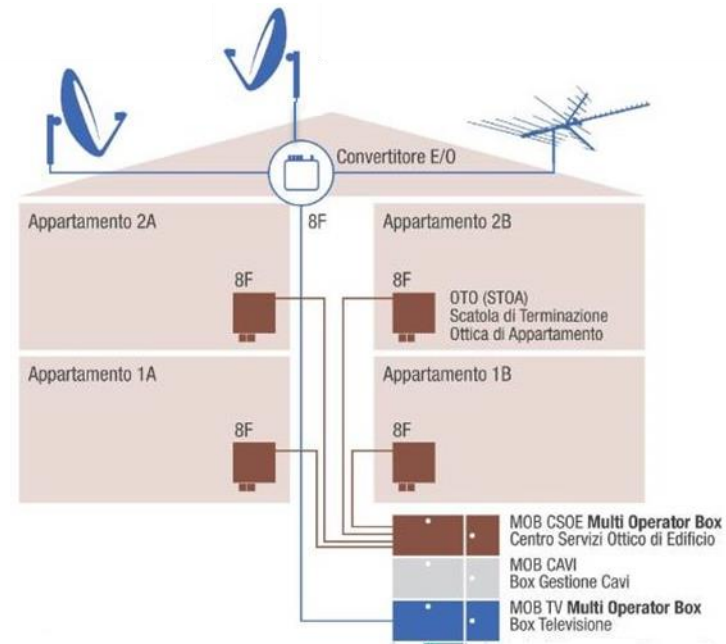 Convertitore E/O
Appartamento 2A
8F
Appartamento 2B
8F
8F
OTO (STOA)
Scatola di Terminazione
Ottica di Appartamento
Appartamento 1A
Appartamento 1B
8F
8F
MOB CSOE Multi Operator Box
Centro Servizi Ottico di Edificio
MOB CAVI
Box Gestione Cavi
MOB TV Multi Operator Box
Box Televisione